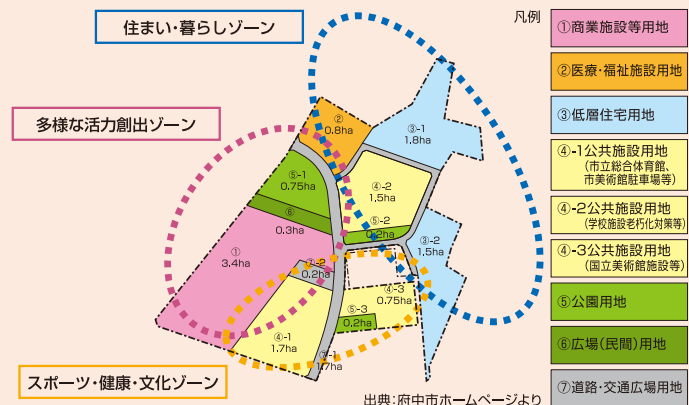 住まい・暮らしゾーン
多様な活力創出ゾーン
スポーツ・健康・文化ゾーン
②
0.8ha
③-1
1.8ha
⑤-1
0.75ha
④-2
1.5ha
⑥
0.3ha
⑤-2
0.2ha
③-2
1.5ha
①
3.4ha
⑦-2
0.2ha
④-3
0.75ha
⑤-3
0.2ha
④-1
1.7ha
⑦-1
1.7ha
凡例
①商業施設等用地
②医療・福祉施設用地
③低層住宅用地
④-1公共施設用地
(市立総合体育館、
市美術館駐車場等)
④-2公共施設用地
(学校施設老朽化対策等)
④-3公共施設用地
(国立美術館施設等)
⑤公園用地
⑥広場(民間)用地
⑦道路・交通広場用地
出典:府中市ホームページより